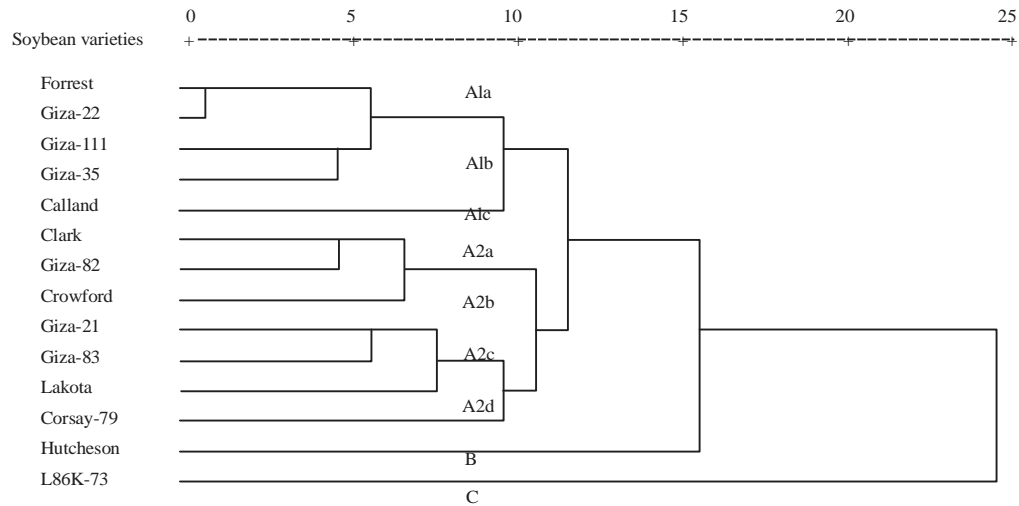 0 5 10 15 20 25
Soybean varieties
Forrest
Ala
Giza-22
Giza-111
Alb
Giza-35
Calland
Alc
Clark
A2a
Giza-82
Crowford
A2b
Giza-21
Giza-83
A2c
Lakota
A2d
Corsay-79
Hutcheson
B
L86K-73
C